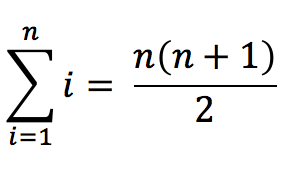 n
∑ i = n(n + 1)
i=1 2